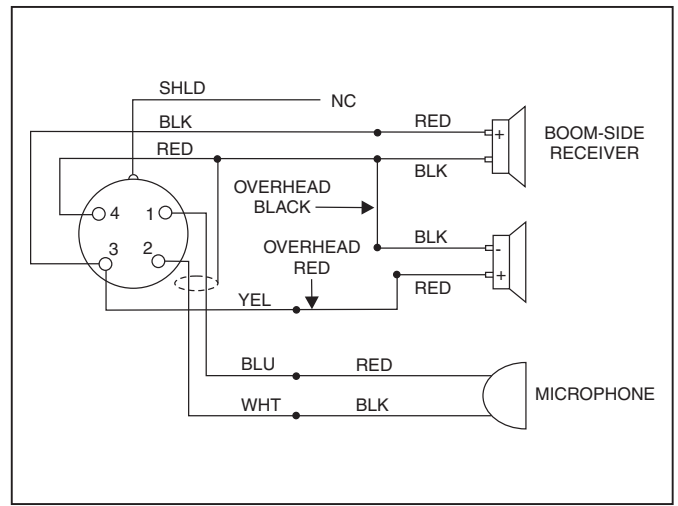 SHLD
NC
BLK
RED
RED
+
BLK
BOOM-SIDE
RECEIVER
OVERHEAD
BLACK
4
1
3
2
OVERHEAD
RED
BLK
-
+
RED
YEL
BLU
RED
WHT
BLK
MICROPHONE